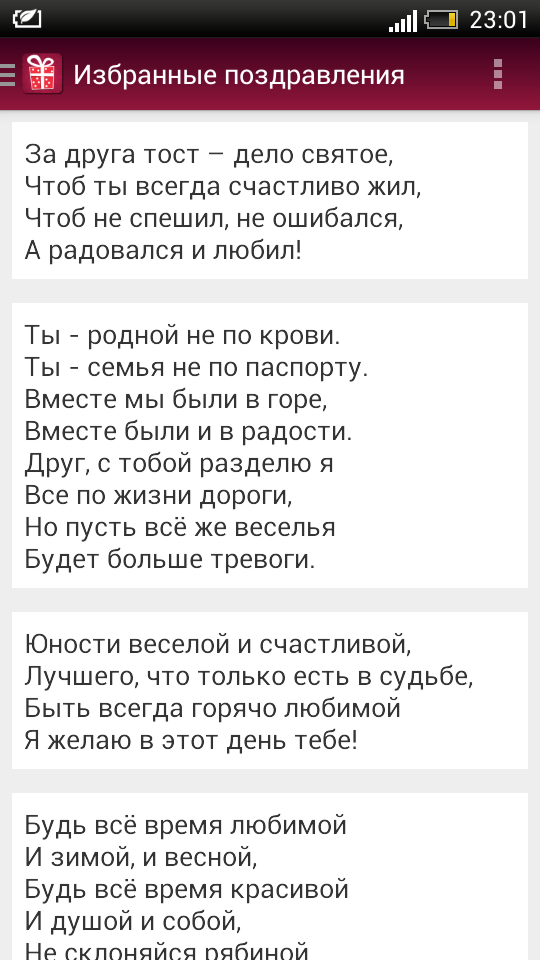 23:01
Избранные поздравления
За друга тост – дело святое,
Чтоб ты всегда счастливо жил,
Чтоб не спешил, не ошибался,
А радовался и любил!
Ты - родной не по крови.
Ты - семья не по паспорту.
Вместе мы были в горе,
Вместе были и в радости.
Друг, с тобой разделю я
Все по жизни дороги,
Но пусть всё же веселья
Будет больше тревоги.
Юности веселой и счастливой,
Лучшего, что только есть в судьбе,
Быть всегда горячо любимой
Я желаю в этот день тебе!
Будь всё время любимой
И зимой, и весной,
Будь всё время красивой
И душой и собой,
Не склоняйся рябиной